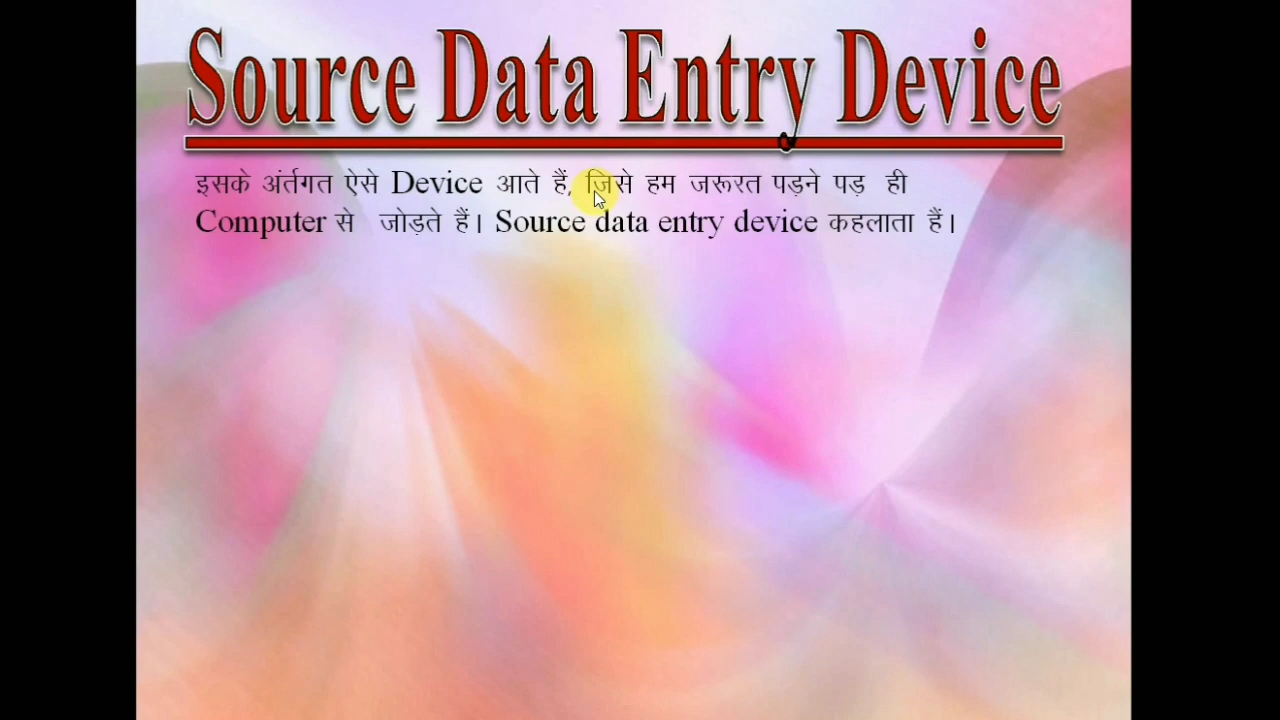 Source Data Entry Device
इसके अंर्तगत ऐसे Device आते हैं, जिसे हम जरूरत पड़ने पड़ ही
Computer से जोड़ते हैं। Source data entry device कहलाता हैं।